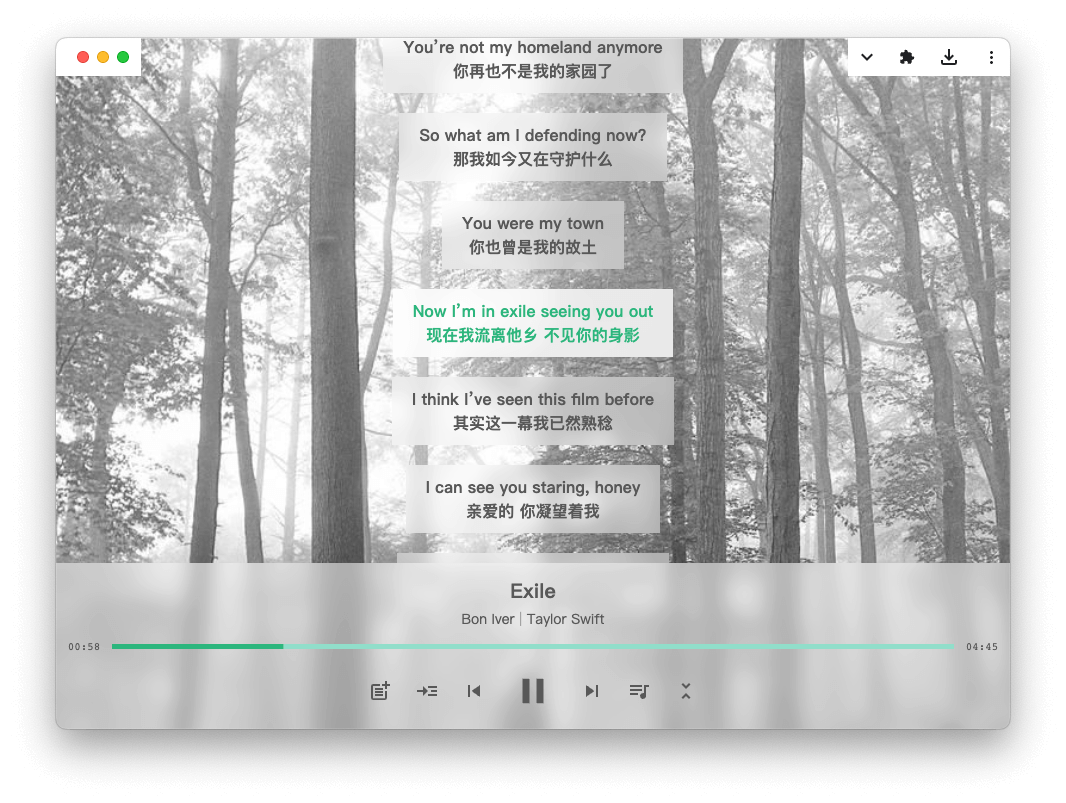 You’re not my homeland anymore
你再也不是我的家园了
So what am I defending now?
那我如今又在守护什么
You were my town
你也曾是我的故土
Now I’m in exile seeing you out
现在我流离他乡 不见你的身影
I think I’ve seen this film before
其实这一幕我已然熟稔
I can see you staring, honey
亲爱的 你凝望着我
Exile
Bon Iver | Taylor Swift
00:58
04:45